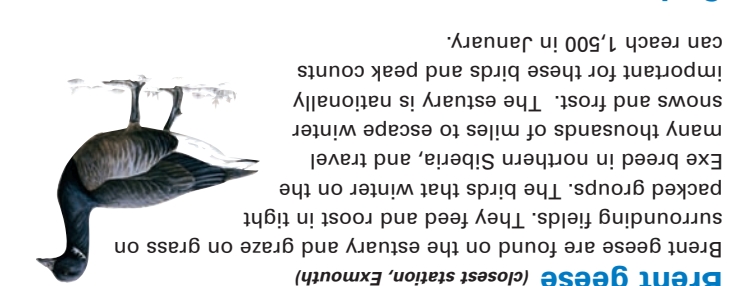 Brent geese (closest station, Exmouth)
Brent geese are found on the estuary and graze on grass on
surrounding fields. They feed and roost in tight
packed groups. The birds that winter on the
Exe breed in northern Siberia, and travel
many thousands of miles to escape winter
snows and frost. The estuary is nationally
important for these birds and peak counts
can reach 1,500 in January.